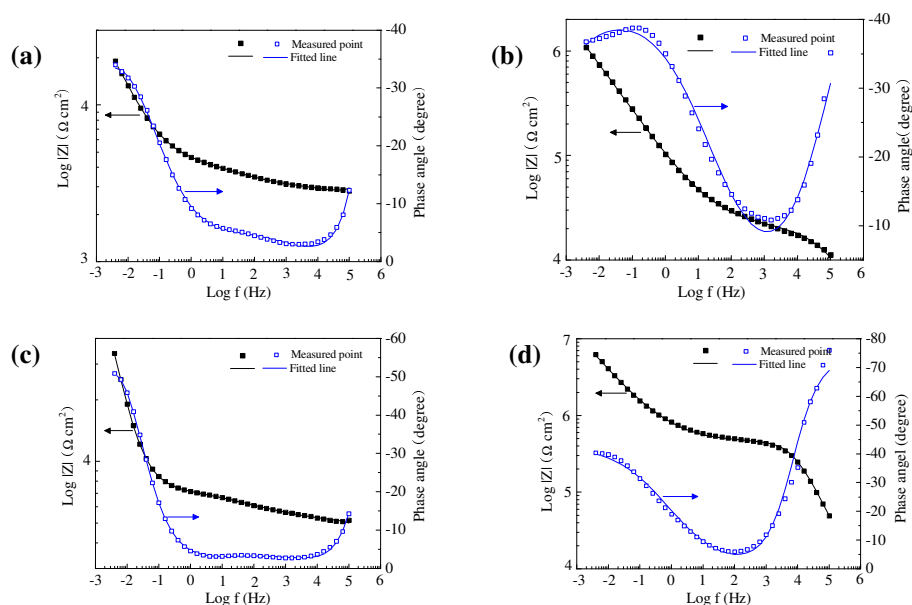 (a)
Measured point
Fitted line
Log |Z| ( Ω cm²)
4
3
-40
-30
-20
-10
0
Phase angle( degree)
-3 -2 -1 0 1 2 3 4 5 6
Log f (Hz)
(b)
Measured point
Fitted line
Log |Z| ( Ω cm²)
6
5
4
-40
-30
-20
-10
Phase angle( degree)
-3 -2 -1 0 1 2 3 4 5 6
Log f (Hz)
(c)
Measured point
Fitted line
Log |Z| ( Ω cm²)
4
-60
-50
-40
-30
-20
-10
0
Phase angle( degree)
-3 -2 -1 0 1 2 3 4 5 6
Log f (Hz)
(d)
Measured point
Fitted line
Log |Z| ( Ω cm²)
7
6
5
4
-80
-70
-60
-50
-40
-30
-20
-10
0
Phase angel (degree)
-3 -2 -1 0 1 2 3 4 5 6
Log f (Hz)